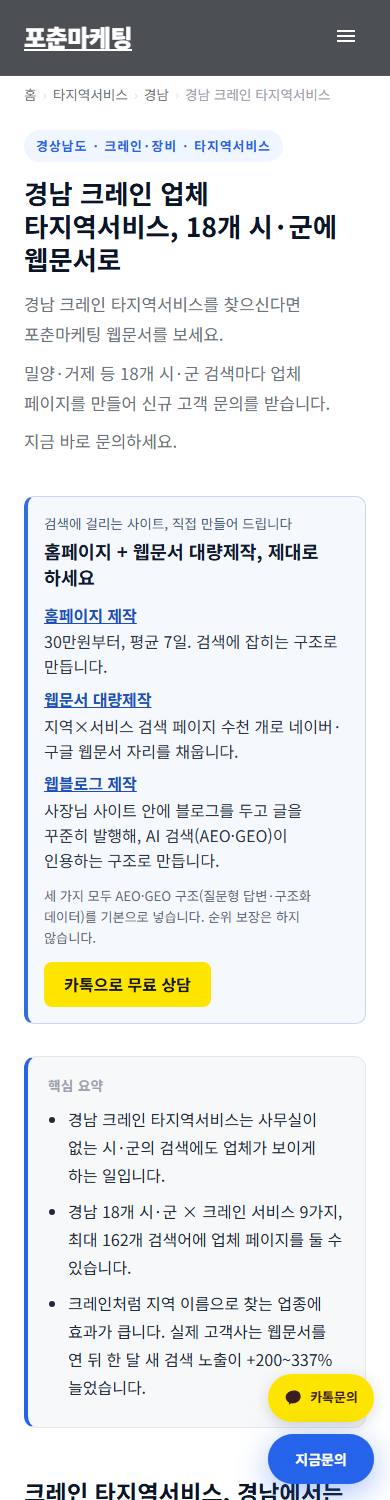 포춘마케팅
홈 › 타지역서비스 › 경남 › 경남 크레인 타지역서비스
경상남도 · 크레인·장비 · 타지역서비스
경남 크레인 업체
타지역서비스, 18개 시·군에
웹문서로
경남 크레인 타지역서비스를 찾으신다면
포춘마케팅 웹문서를 보세요.
밀양·거제 등 18개 시·군 검색마다 업체
페이지를 만들어 신규 고객 문의를 받습니다.
지금 바로 문의하세요.
검색에 걸리는 사이트, 직접 만들어 드립니다
홈페이지 + 웹문서 대량제작, 제대로
하세요
홈페이지 제작
30만원부터, 평균 7일. 검색에 잡히는 구조로
만듭니다.
웹문서 대량제작
지역×서비스 검색 페이지 수천 개로 네이버·
구글 웹문서 자리를 채웁니다.
웹블로그 제작
사장님 사이트 안에 블로그를 두고 글을
꾸준히 발행해, AI 검색(AEO·GEO)이
인용하는 구조로 만듭니다.
세 가지 모두 AEO·GEO 구조(질문형 답변·구조화
데이터)를 기본으로 넣습니다. 순위 보장은 하지
않습니다.
카톡으로 무료 상담
핵심 요약
• 경남 크레인 타지역서비스는 사무실이
없는 시·군의 검색에도 업체가 보이게
하는 일입니다.
• 경남 18개 시·군 × 크레인 서비스 9가지,
최대 162개 검색어에 업체 페이지를 둘 수
있습니다.
• 크레인처럼 지역 이름으로 찾는 업종에
효과가 큽니다. 실제 고객사는 웹문서를
연 뒤 한 달 새 검색 노출이 +200~337%
늘었습니다.
카톡문의
지금문의
크레인 타지역서비스, 경남에서는